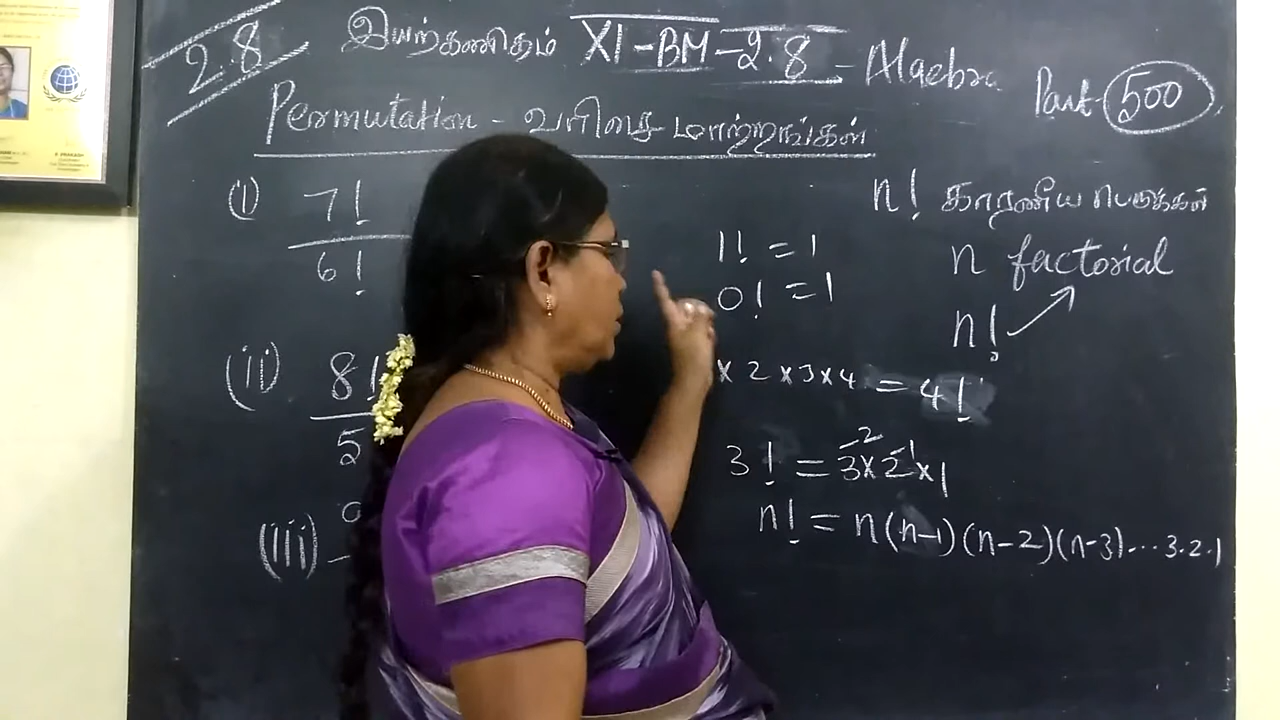 2.8 இயற்கணிதம் XI-BM-2.8 - Algebra Part-500
Permutation - வரிசை மாற்றங்கள்
(i) 7!
6!
(ii) 8!
5
(iii)
n! காரணீய பெருக்கள்
n factorial
n!
1! = 1
0! = 1
x 2 x 3 x 4 = 4!
3! = 3 x 2 x 1
n! = n(n-1)(n-2)(n-3)...3.2.1